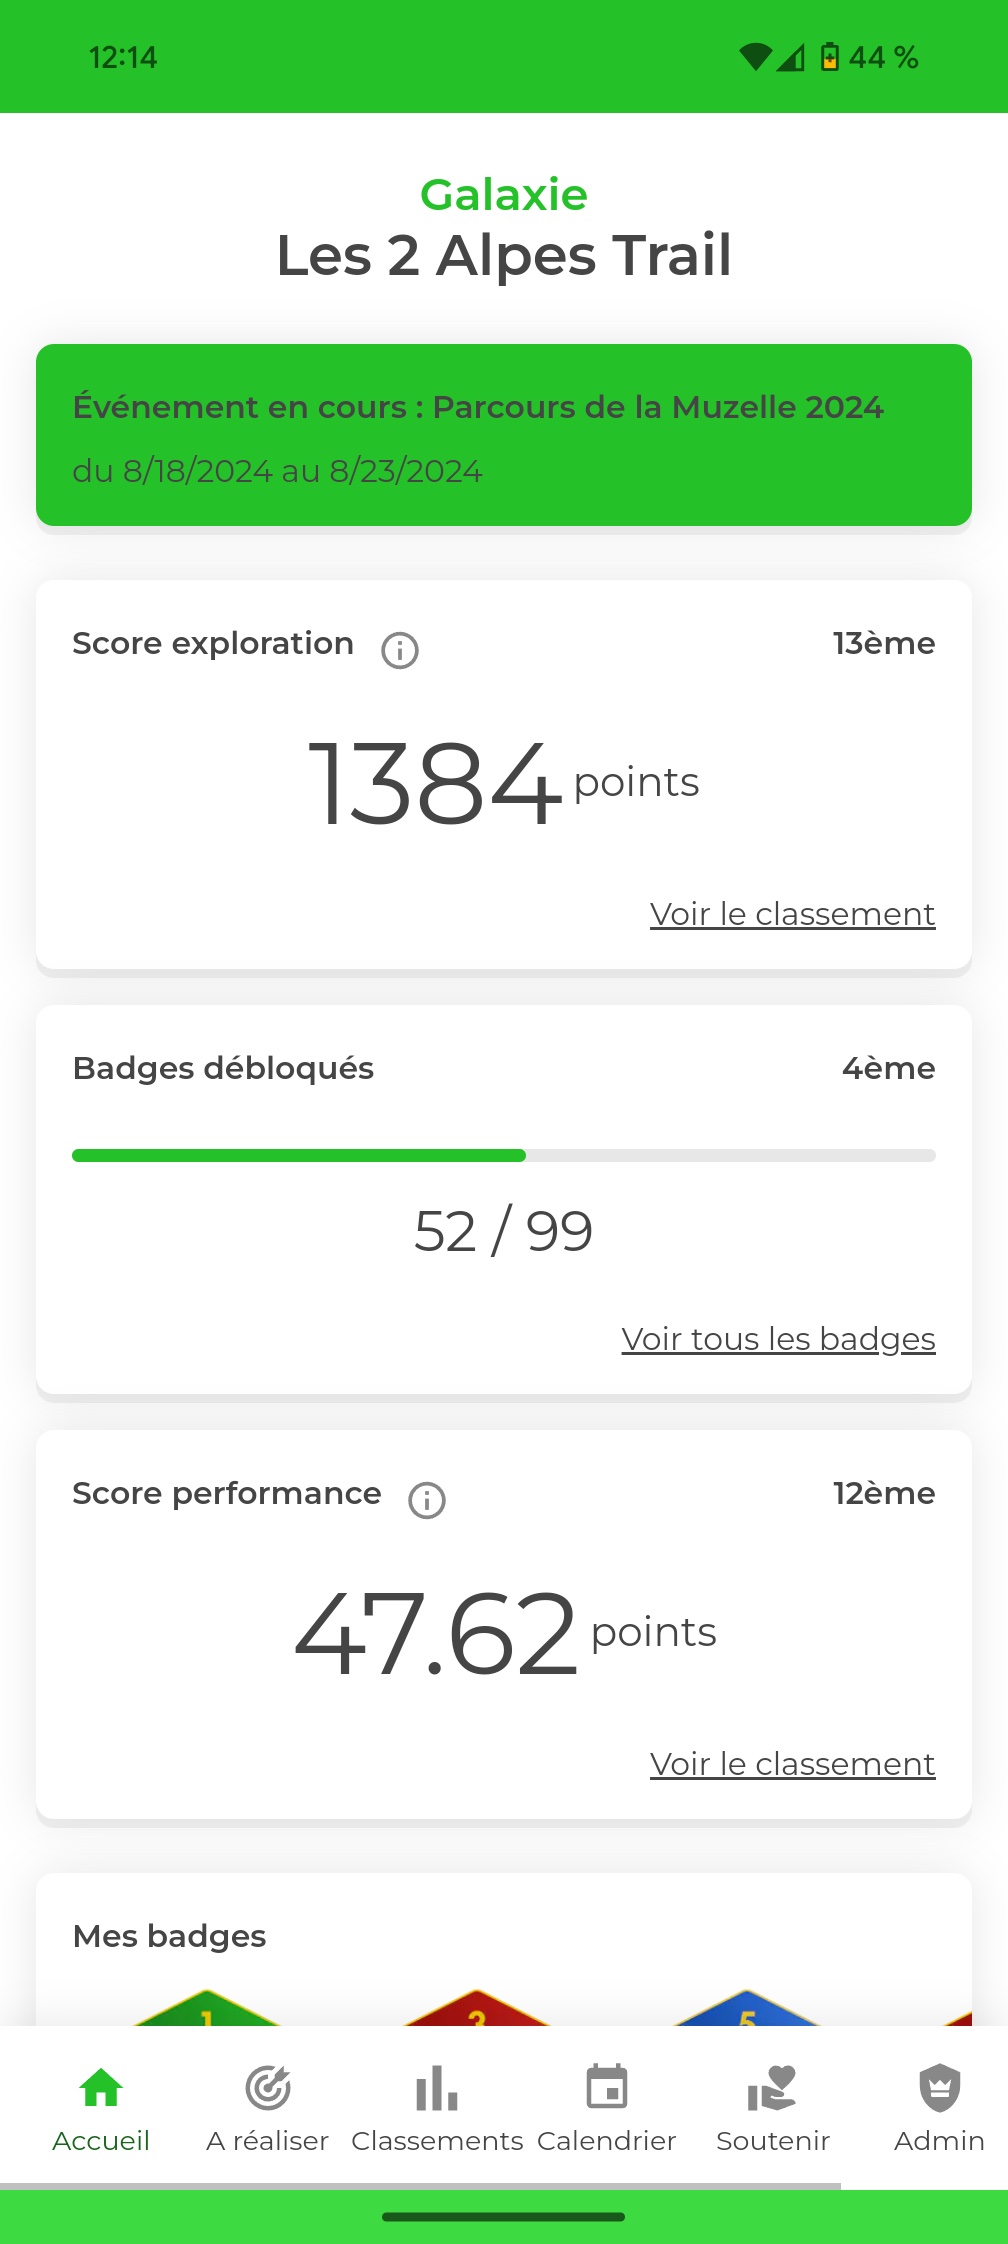 12:14
44 %
Galaxie
Les 2 Alpes Trail
Événement en cours : Parcours de la Muzelle 2024
du 8/18/2024 au 8/23/2024
Score exploration
13ème
1384 points
Voir le classement
Badges débloqués
4ème
52 / 99
Voir tous les badges
Score performance
12ème
47.62 points
Voir le classement
Mes badges
1 3 5
Accueil
A réaliser
Classements
Calendrier
Soutenir
Admin